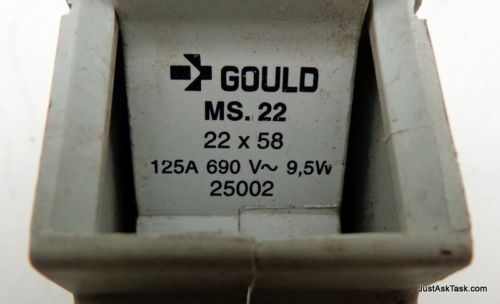 GOULD
MS. 22
22 x 58
125A 690 V~ 9,5W
25002
JustAskTask.com